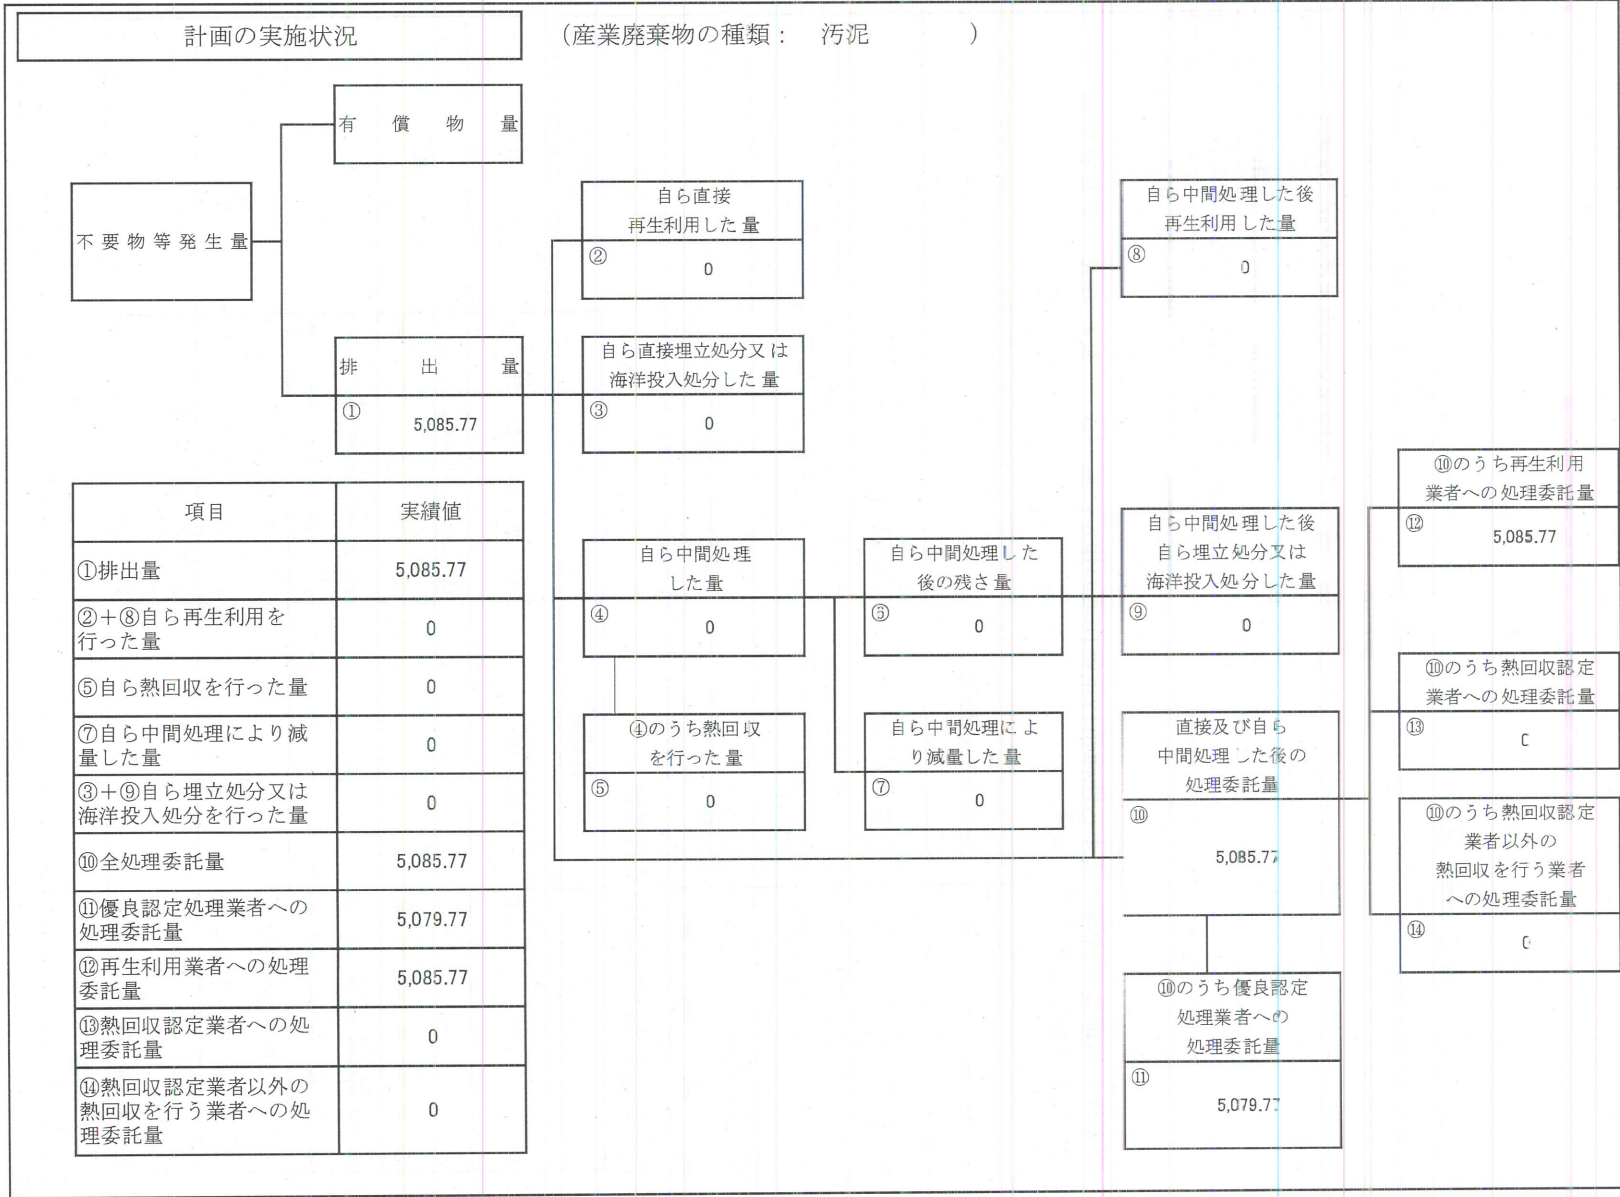 計画の実施状況
（産業廃棄物の種類： 汚泥 ）
有償物量
不要物等発生量
排出量
①
5,085.77
自ら直接
再生利用した量
②
0
自ら直接埋立処分又は
海洋投入処分した量
③
0
自ら中間処理
した量
④
0
④のうち熱回収
を行った量
⑤
0
自ら中間処理した
後の残さ量
⑥
0
自ら中間処理によ
り減量した量
⑦
0
自ら中間処理した後
再生利用した量
⑧
0
自ら中間処理した後
自ら埋立処分又は
海洋投入処分した量
⑨
0
直接及び自ら
中間処理した後の
処理委託量
⑩
5,085.77
⑩のうち優良認定
処理業者への
処理委託量
⑪
5,079.77
⑩のうち再生利用
業者への処理委託量
⑫
5,085.77
⑩のうち熱回収認定
業者への処理委託量
⑬
0
⑩のうち熱回収認定
業者以外の
熱回収を行う業者
への処理委託量
⑭
0
項目 実績値
①排出量 5,085.77
②＋⑧自ら再生利用を
行った量 0
⑤自ら熱回収を行った量 0
⑦自ら中間処理により減
量した量 0
③＋⑨自ら埋立処分又は
海洋投入処分を行った量 0
⑩全処理委託量 5,085.77
⑪優良認定処理業者への
処理委託量 5,079.77
⑫再生利用業者への処理
委託量 5,085.77
⑬熱回収認定業者への処
理委託量 0
⑭熱回収認定業者以外の
熱回収を行う業者への処
理委託量 0